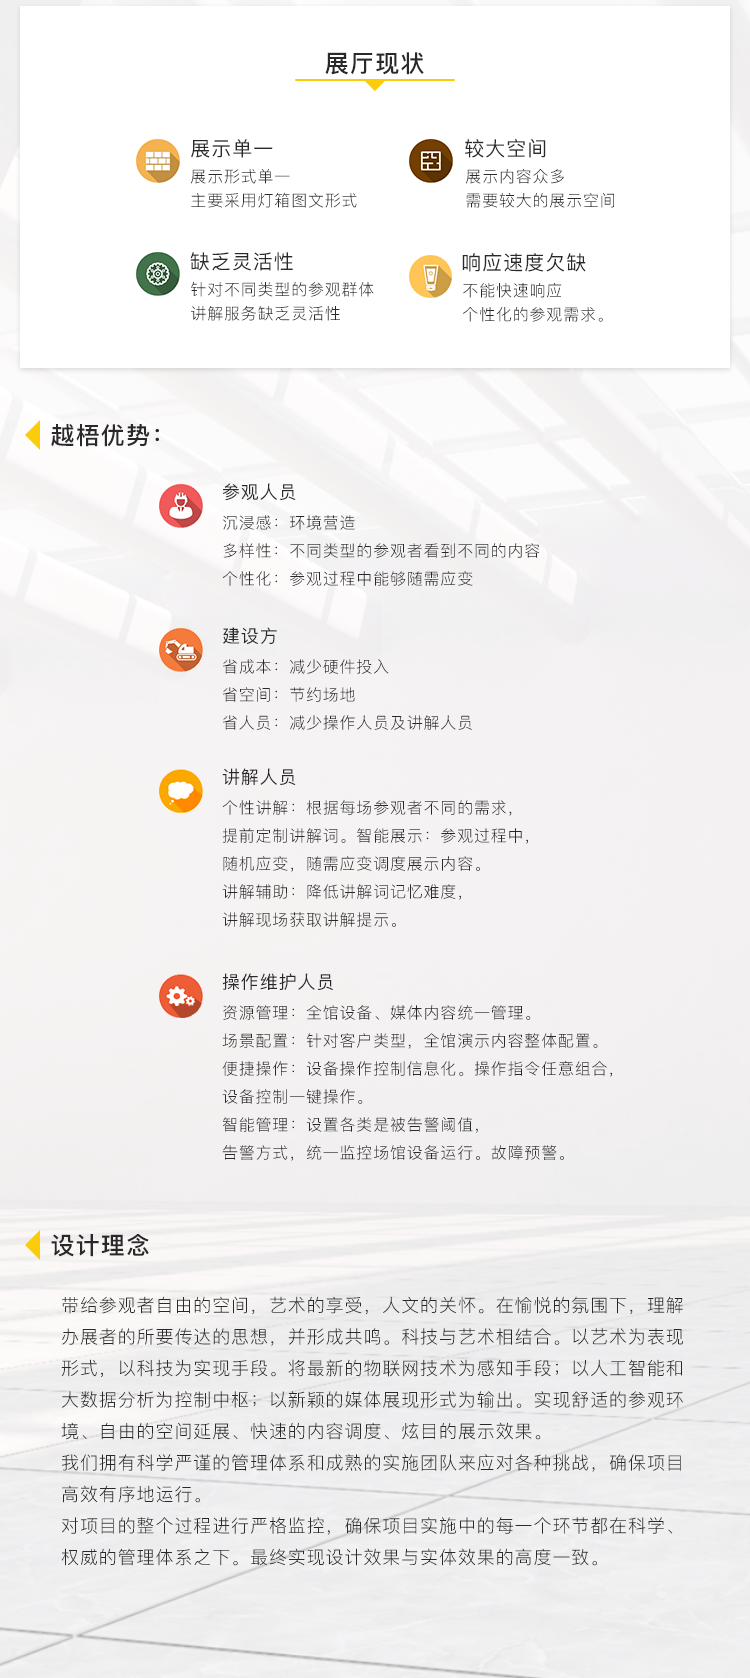 展厅现状
展示单一
展示形式单一
主要采用灯箱图文形式
较大空间
展示内容众多
需要较大的展示空间
缺乏灵活性
针对不同类型的参观群体
讲解服务缺乏灵活性
响应速度欠缺
不能快速响应
个性化的参观需求。
越梧优势：
参观人员
沉浸感：环境营造
多样性：不同类型的参观者看到不同的内容
个性化：参观过程中能够随需应变
建设方
省成本：减少硬件投入
省空间：节约场地
省人员：减少操作人员及讲解人员
讲解人员
个性讲解：根据每场参观者不同的需求，
提前定制讲解词。智能展示：参观过程中，
随机应变，随需应变调度展示内容。
讲解辅助：降低讲解词记忆难度，
讲解现场获取讲解提示。
操作维护人员
资源管理：全馆设备、媒体内容统一管理。
场景配置：针对客户类型，全馆演示内容整体配置。
便捷操作：设备操作控制信息化。操作指令任意组合，
设备控制一键操作。
智能管理：设置各类是被告警阈值，
告警方式，统一监控场馆设备运行。故障预警。
设计理念
带给参观者自由的空间，艺术的享受，人文的关怀。在愉悦的氛围下，理解
办展者的所要传达的思想，并形成共鸣。科技与艺术相结合。以艺术为表现
形式，以科技为实现手段。将最新的物联网技术为感知手段；以人工智能和
大数据分析为控制中枢；以新颖的媒体展现形式为输出。实现舒适的参观环
境、自由的空间延展、快速的内容调度、炫目的展示效果。
我们拥有科学严谨的管理体系和成熟的实施团队来应对各种挑战，确保项目
高效有序地运行。
对项目的整个过程进行严格监控，确保项目实施中的每一个环节都在科学、
权威的管理体系之下。最终实现设计效果与实体效果的高度一致。